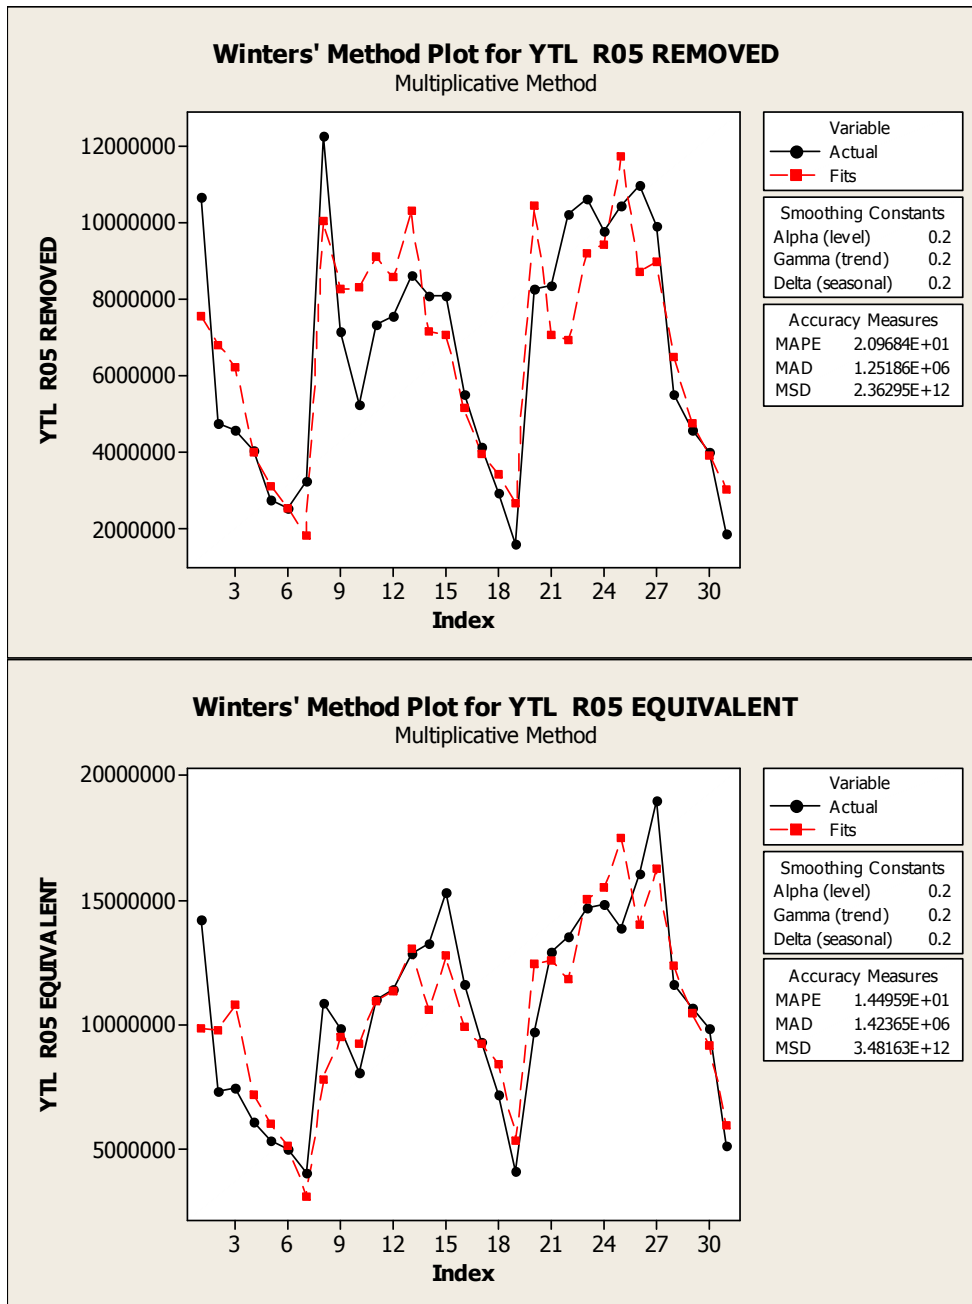 Winters' Method Plot for YTL R05 REMOVED
Multiplicative Method
YTL R05 REMOVED
12000000
10000000
8000000
6000000
4000000
2000000
3 6 9 12 15 18 21 24 27 30
Index
Variable
Actual
Fits
Smoothing Constants
Alpha (level) 0.2
Gamma (trend) 0.2
Delta (seasonal) 0.2
Accuracy Measures
MAPE 2.09684E+01
MAD 1.25186E+06
MSD 2.36295E+12
Winters' Method Plot for YTL R05 EQUIVALENT
Multiplicative Method
YTL R05 EQUIVALENT
20000000
15000000
10000000
5000000
3 6 9 12 15 18 21 24 27 30
Index
Variable
Actual
Fits
Smoothing Constants
Alpha (level) 0.2
Gamma (trend) 0.2
Delta (seasonal) 0.2
Accuracy Measures
MAPE 1.44959E+01
MAD 1.42365E+06
MSD 3.48163E+12